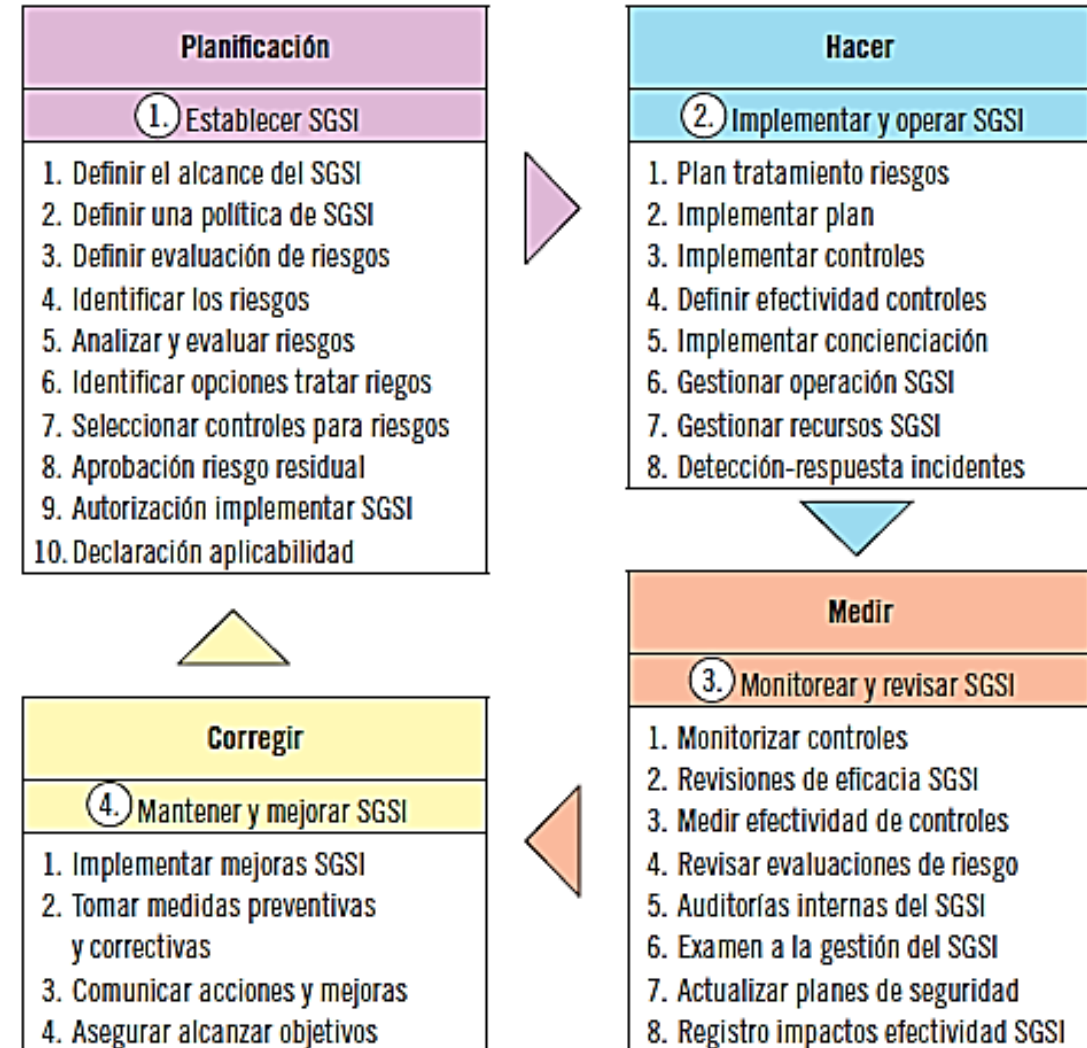 Planificación
1. Establecer SGSI
1. Definir el alcance del SGSI
2. Definir una política de SGSI
3. Definir evaluación de riesgos
4. Identificar los riesgos
5. Analizar y evaluar riesgos
6. Identificar opciones tratar riegos
7. Seleccionar controles para riesgos
8. Aprobación riesgo residual
9. Autorización implementar SGSI
10. Declaración aplicabilidad
Hacer
2. Implementar y operar SGSI
1. Plan tratamiento riesgos
2. Implementar plan
3. Implementar controles
4. Definir efectividad controles
5. Implementar concienciación
6. Gestionar operación SGSI
7. Gestionar recursos SGSI
8. Detección-respuesta incidentes
Medir
3. Monitorear y revisar SGSI
1. Monitorizar controles
2. Revisiones de eficacia SGSI
3. Medir efectividad de controles
4. Revisar evaluaciones de riesgo
5. Auditorías internas del SGSI
6. Examen a la gestión del SGSI
7. Actualizar planes de seguridad
8. Registro impactos efectividad SGSI
Corregir
4. Mantener y mejorar SGSI
1. Implementar mejoras SGSI
2. Tomar medidas preventivas
y correctivas
3. Comunicar acciones y mejoras
4. Asegurar alcanzar objetivos